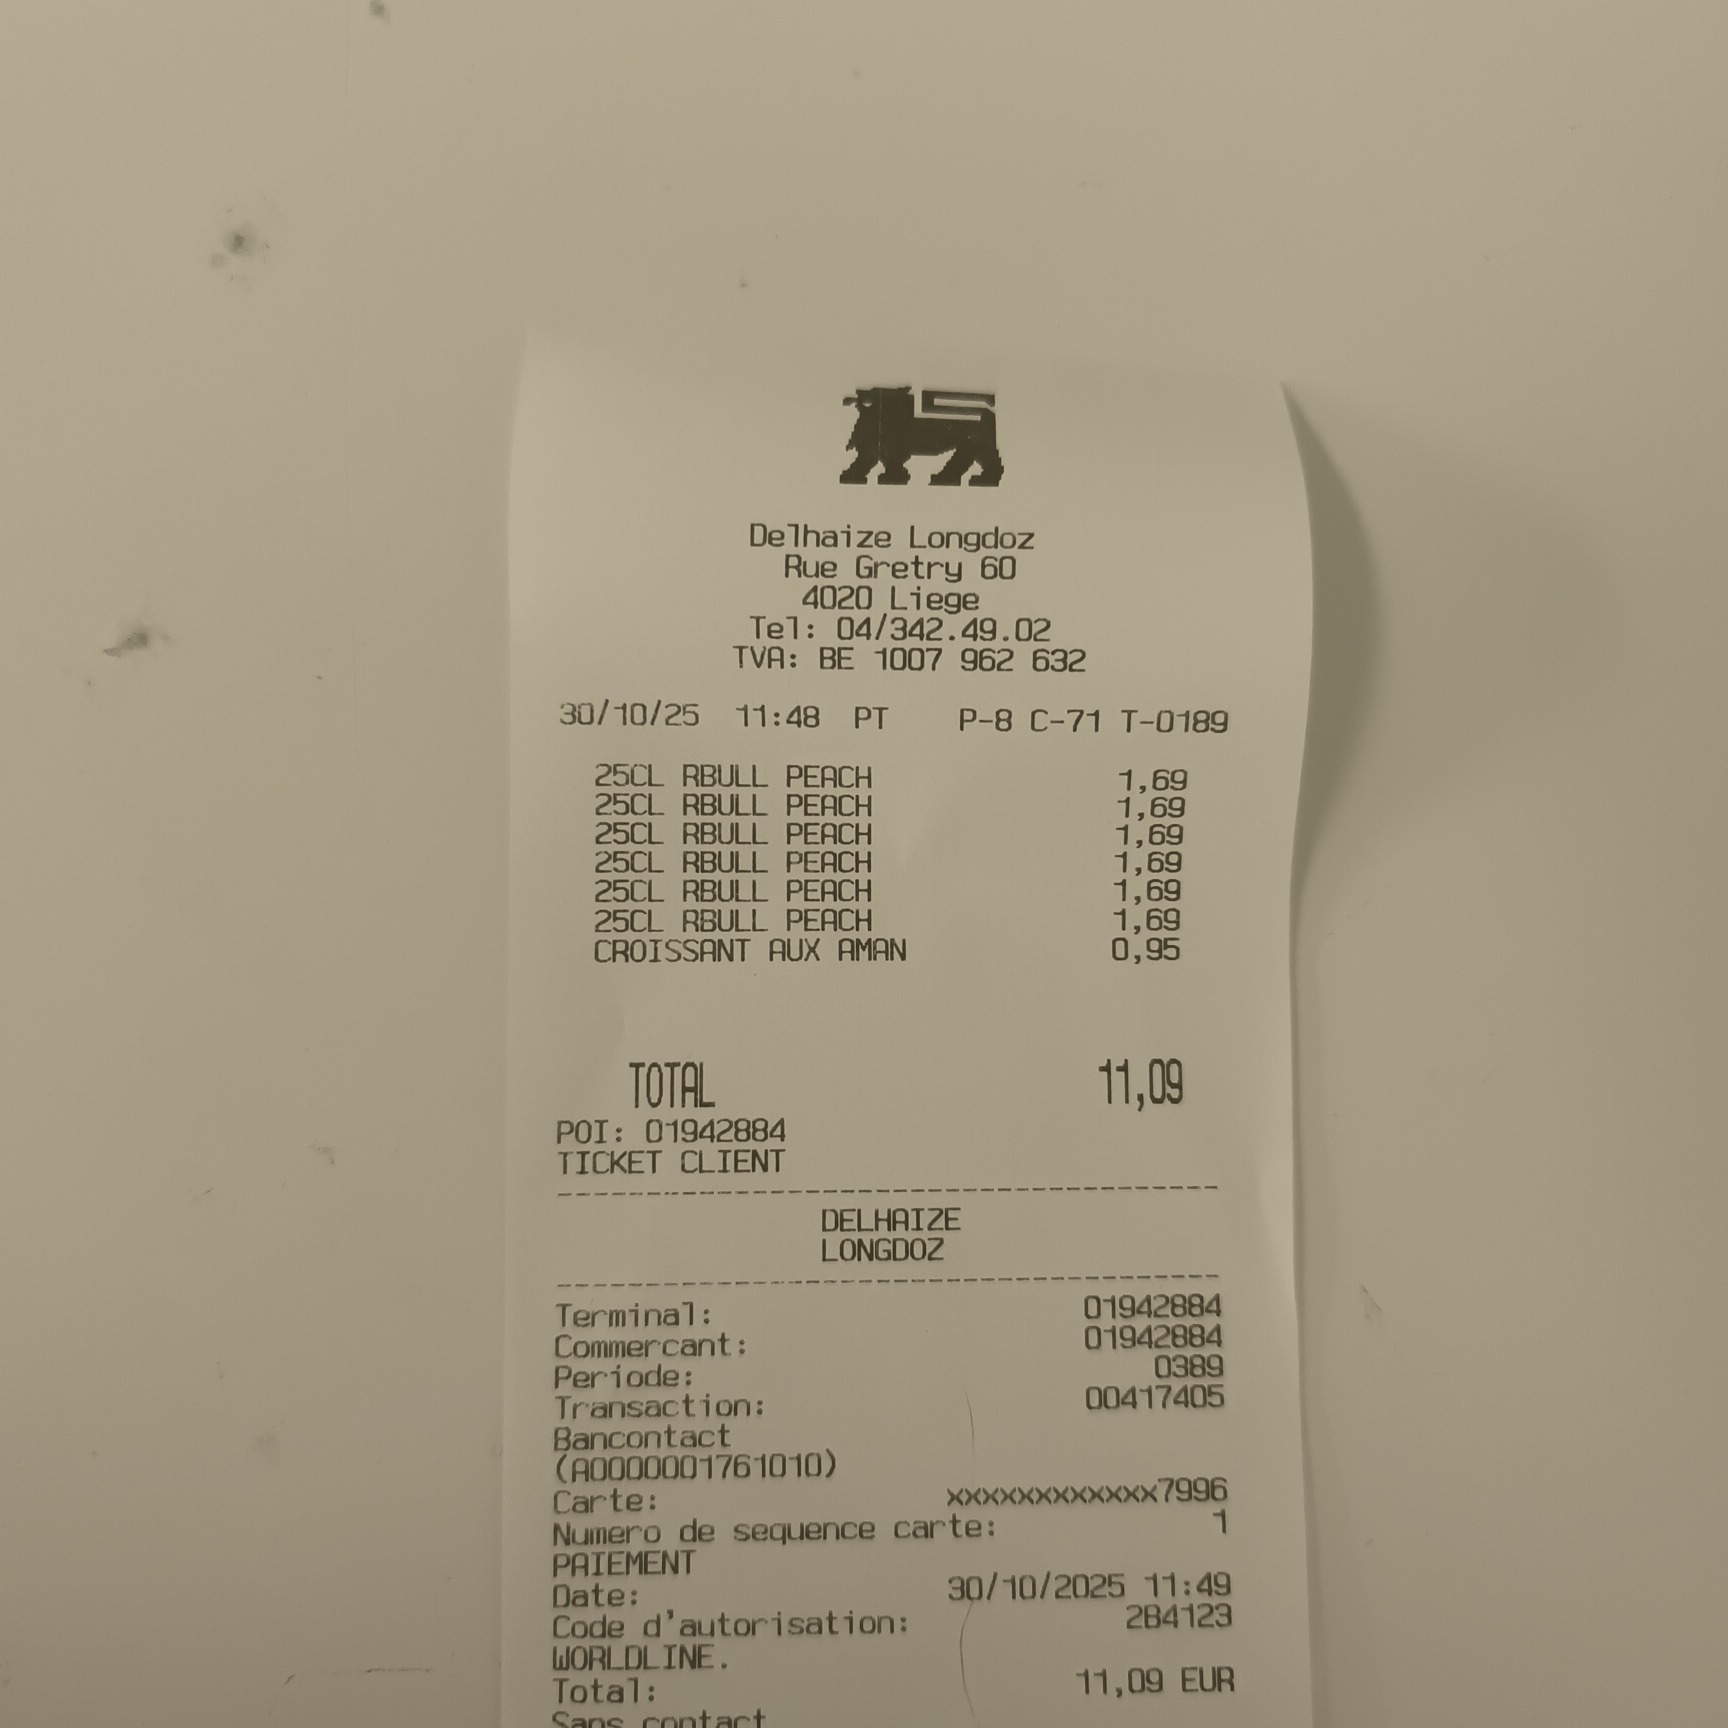 Delhaize Longdoz
Rue Gretry 60
4020 Liege
Tel: 04/342.49.02
TVA: BE 1007 962 632
30/10/25 11:48 PT P-8 C-71 T-0189
25CL RBULL PEACH 1,69
25CL RBULL PEACH 1,69
25CL RBULL PEACH 1,69
25CL RBULL PEACH 1,69
25CL RBULL PEACH 1,69
25CL RBULL PEACH 1,69
CROISSANT AUX AMAN 0,95
TOTAL 11,09
POI: 01942884
TICKET CLIENT
DELHAIZE
LONGDOZ
Terminal: 01942884
Commercant: 01942884
Periode: 0389
Transaction: 00417405
Bancontact
(A0000001761010)
Carte: xxxxxxxxxxxx7996
Numero de sequence carte: 1
PAIEMENT
Date: 30/10/2025 11:49
Code d'autorisation: 2B4123
WORLDLINE.
Total: 11,09 EUR
Sans contact